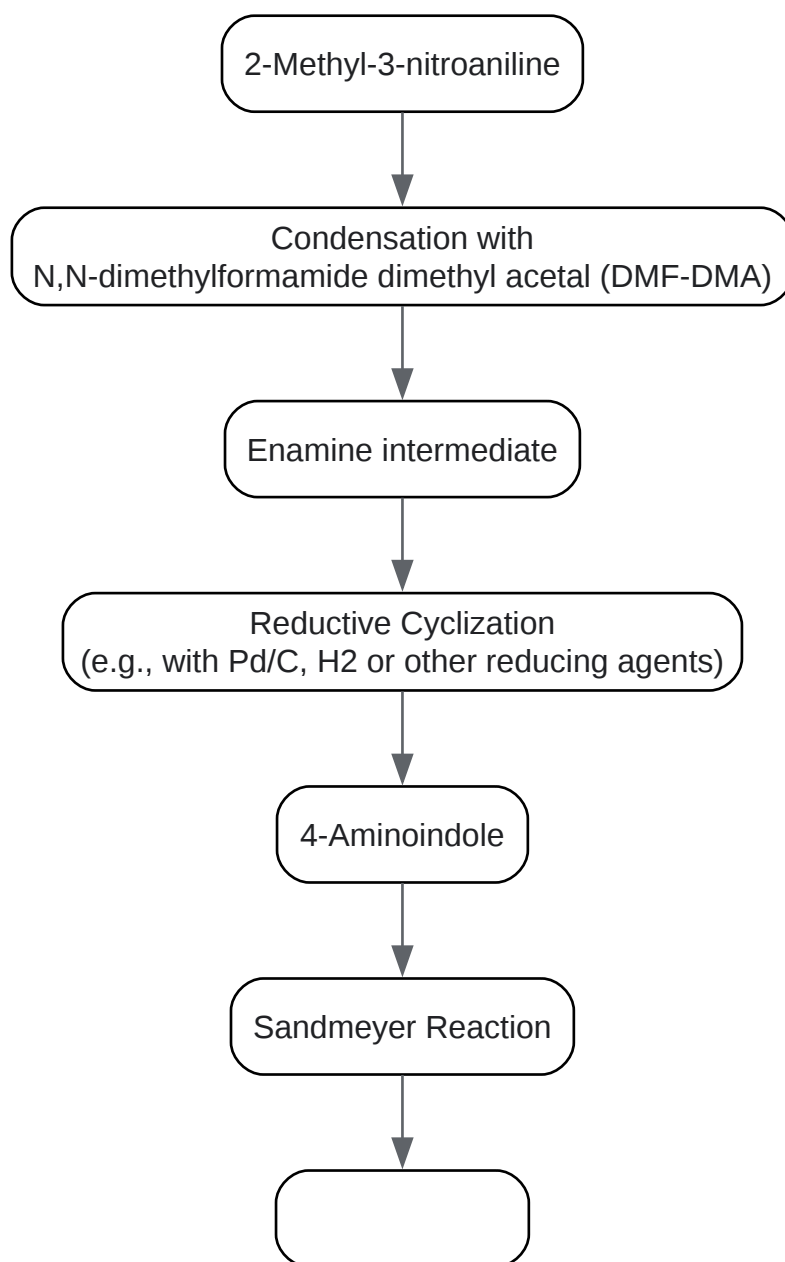 2-Methyl-3-nitroaniline
Condensation with
N,N-dimethylformamide dimethyl acetal (DMF-DMA)
Enamine intermediate
Reductive Cyclization
(e.g., with Pd/C, H2 or other reducing agents)
4-Aminoindole
Sandmeyer Reaction